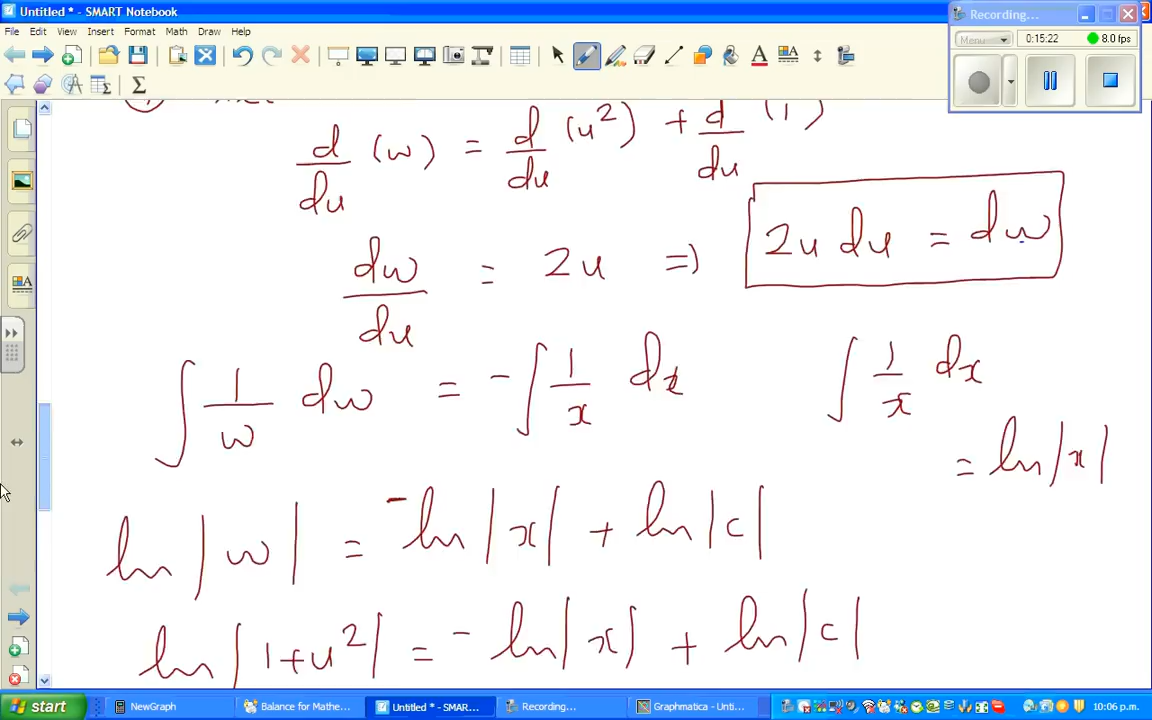 Untitled * - SMART Notebook
Recording...
File Edit View Insert Format Math Draw Help
Menu
0:15:22
8.0 fps
d/du (w) = d/du (u²) + d/du (1)
dw/du = 2u ⇒ 2u du = dw
∫ 1/w dw = - ∫ 1/x dx
∫ 1/x dx
= ln|x|
ln|w| = - ln|x| + ln|c|
ln|1+u²| = - ln|x| + ln|c|
start
NewGraph
Balance for Mathe...
Untitled * - SMAR...
Recording...
Graphmatica - Unti...
10:06 p.m.